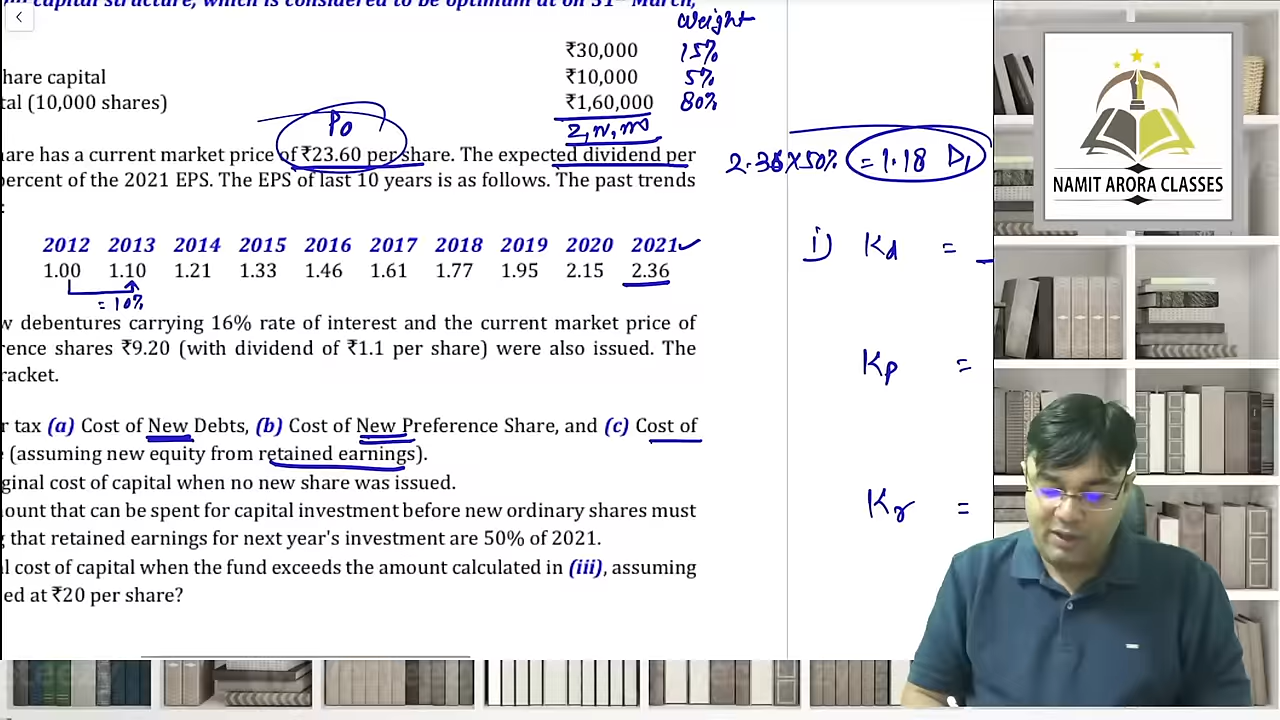 capital structure, which is considered to be optimum at on 31st March,
weight
₹30,000 15%
hare capital ₹10,000 5%
tal (10,000 shares) ₹1,60,000 80%
P0
are has a current market price of ₹23.60 per share. The expected dividend per
percent of the 2021 EPS. The EPS of last 10 years is as follows. The past trends
:
2.36 X 50% = 1.18 D1
2012 2013 2014 2015 2016 2017 2018 2019 2020 2021
1.00 1.10 1.21 1.33 1.46 1.61 1.77 1.95 2.15 2.36
= 10%
i) Kd =
w debentures carrying 16% rate of interest and the current market price of
rence shares ₹9.20 (with dividend of ₹1.1 per share) were also issued. The
racket.
Kp =
r tax (a) Cost of New Debts, (b) Cost of New Preference Share, and (c) Cost of
(assuming new equity from retained earnings).
ginal cost of capital when no new share was issued.
ount that can be spent for capital investment before new ordinary shares must
g that retained earnings for next year's investment are 50% of 2021.
Kr =
l cost of capital when the fund exceeds the amount calculated in (iii), assuming
ed at ₹20 per share?
NAMIT ARORA CLASSES